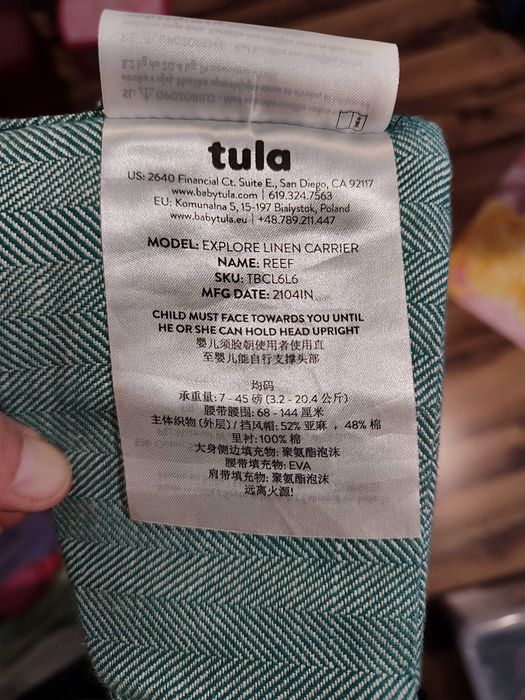 tula
US: 2640 Financial Ct. Suite E., San Diego, CA 92117
www.babytula.com | 619.324.7563
EU: Komunalna 5, 15-197 Bialystok, Poland
www.babytula.eu | +48.789.211.447
MODEL: EXPLORE LINEN CARRIER
NAME: REEF
SKU: TBCL6L6
MFG DATE: 2104IN
CHILD MUST FACE TOWARDS YOU UNTIL
HE OR SHE CAN HOLD HEAD UPRIGHT
婴儿须脸朝使用者使用直
至婴儿能自行支撑头部
均码
承重量: 7 - 45 磅 (3.2 - 20.4 公斤)
腰带腰围: 68 - 144 厘米
主体织物 (外层) / 挡风帽: 52% 亚麻 , 48% 棉
里衬: 100% 棉
大身侧边填充物: 聚氨酯泡沫
腰带填充物: EVA
肩带填充物: 聚氨酯泡沫
远离火源!